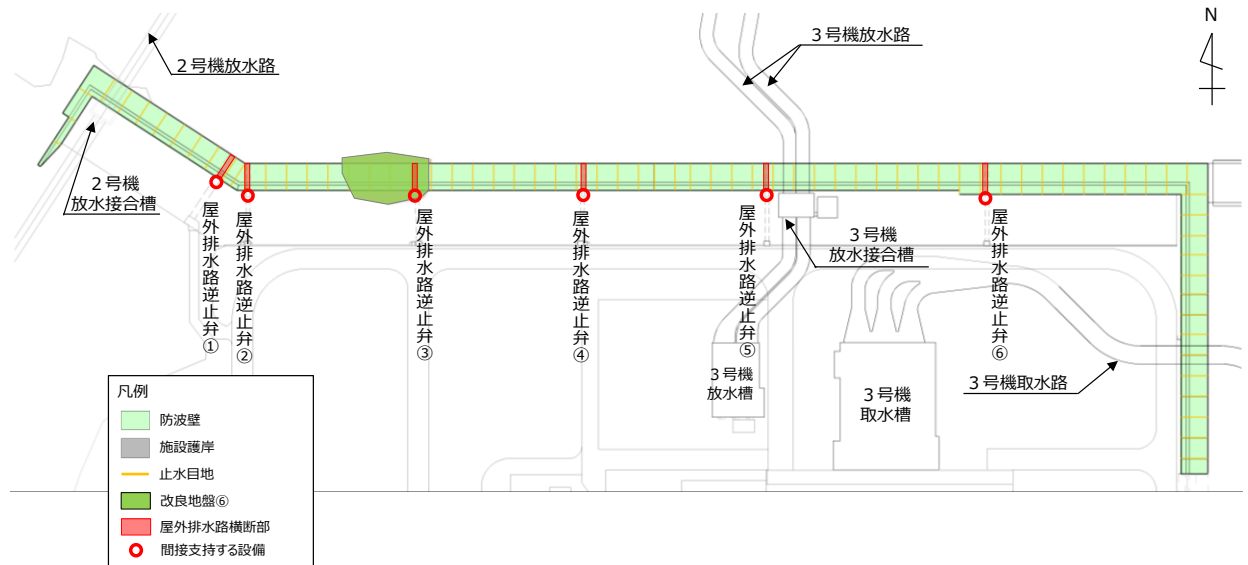 3号機放水路
N
2号機放水路
2号機
放水接合槽
屋外排水路逆止弁①
屋外排水路逆止弁②
屋外排水路逆止弁③
屋外排水路逆止弁④
屋外排水路逆止弁⑤
3号機
放水接合槽
屋外排水路逆止弁⑥
3号機
放水槽
3号機
取水槽
3号機取水路
凡例
防波壁
施設護岸
止水目地
改良地盤⑥
屋外排水路横断部
間接支持する設備